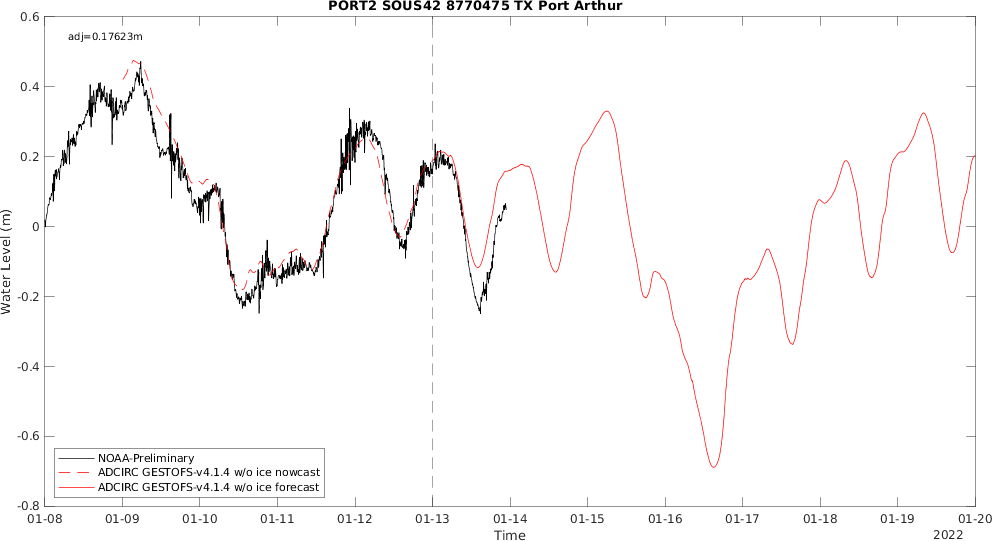 PORT2 SOUS42 8770475 TX Port Arthur
adj=0.17623m
0.6
0.4
0.2
0
-0.2
-0.4
-0.6
-0.8
Water Level (m)
NOAA-Preliminary
ADCIRC GESTOFS-v4.1.4 w/o ice nowcast
ADCIRC GESTOFS-v4.1.4 w/o ice forecast
01-08 01-09 01-10 01-11 01-12 01-13 01-14 01-15 01-16 01-17 01-18 01-19 01-20
Time
2022